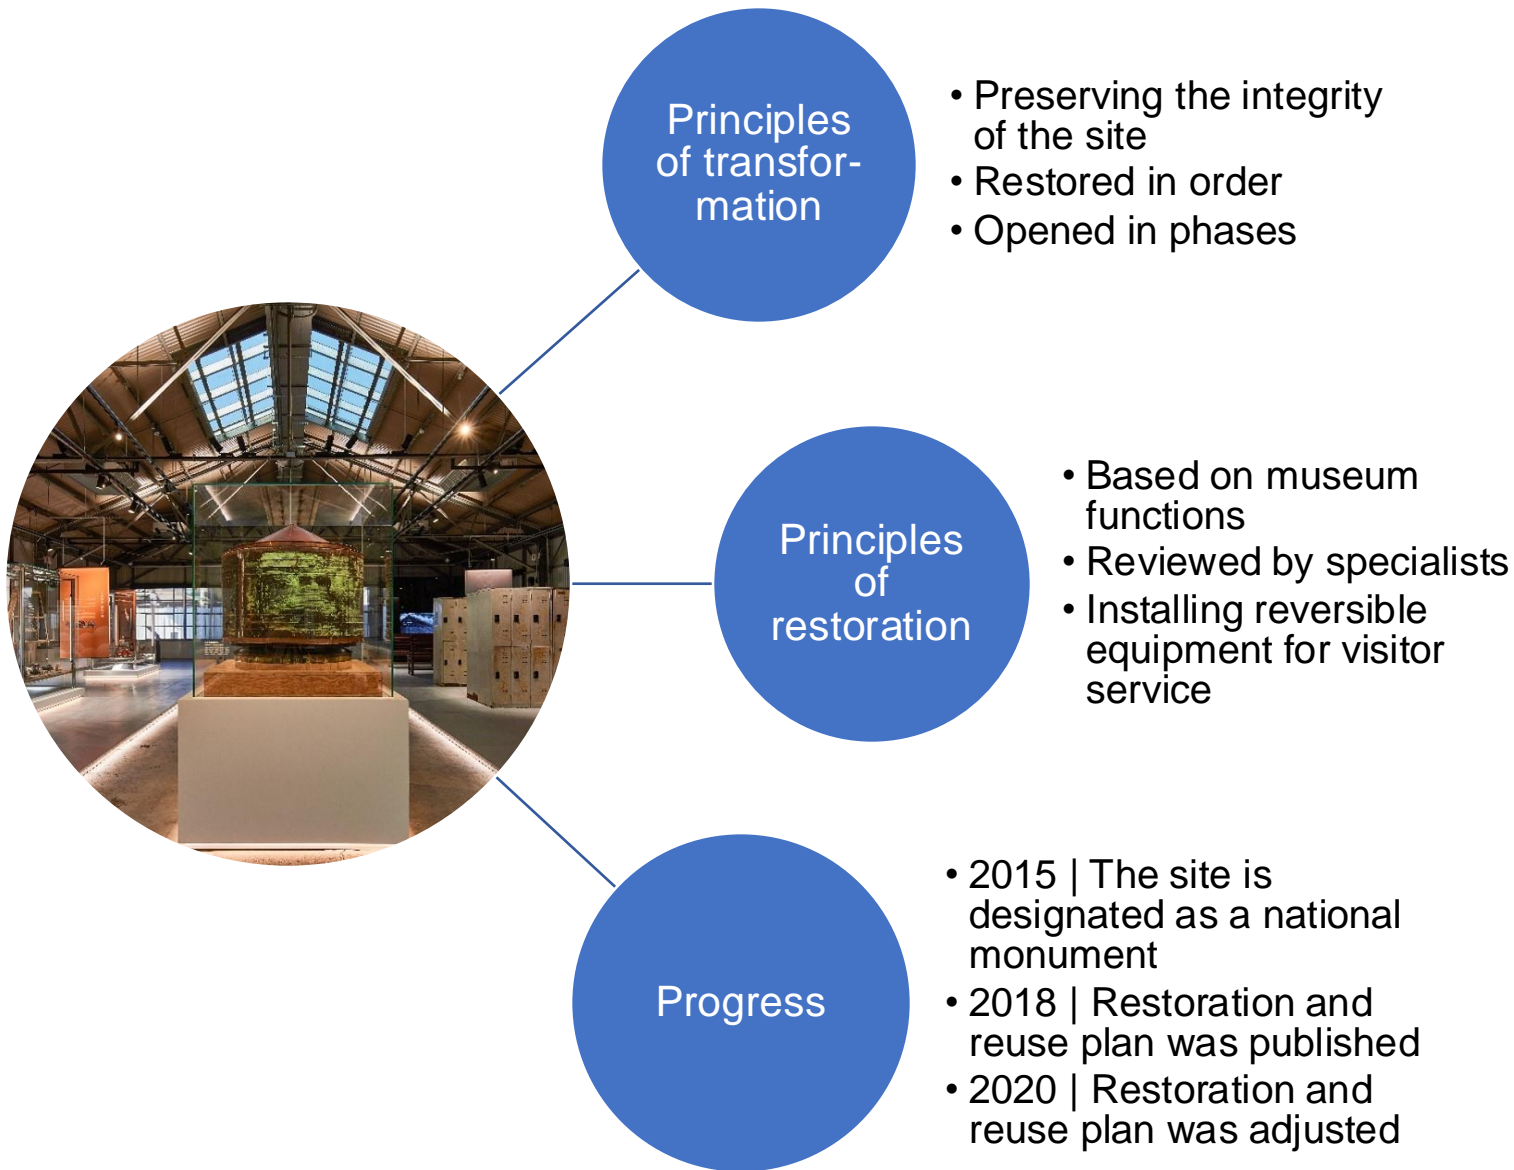 Principles
of transfor-
mation
• Preserving the integrity
of the site
• Restored in order
• Opened in phases
Principles
of
restoration
• Based on museum
functions
• Reviewed by specialists
• Installing reversible
equipment for visitor
service
Progress
• 2015 | The site is
designated as a national
monument
• 2018 | Restoration and
reuse plan was published
• 2020 | Restoration and
reuse plan was adjusted